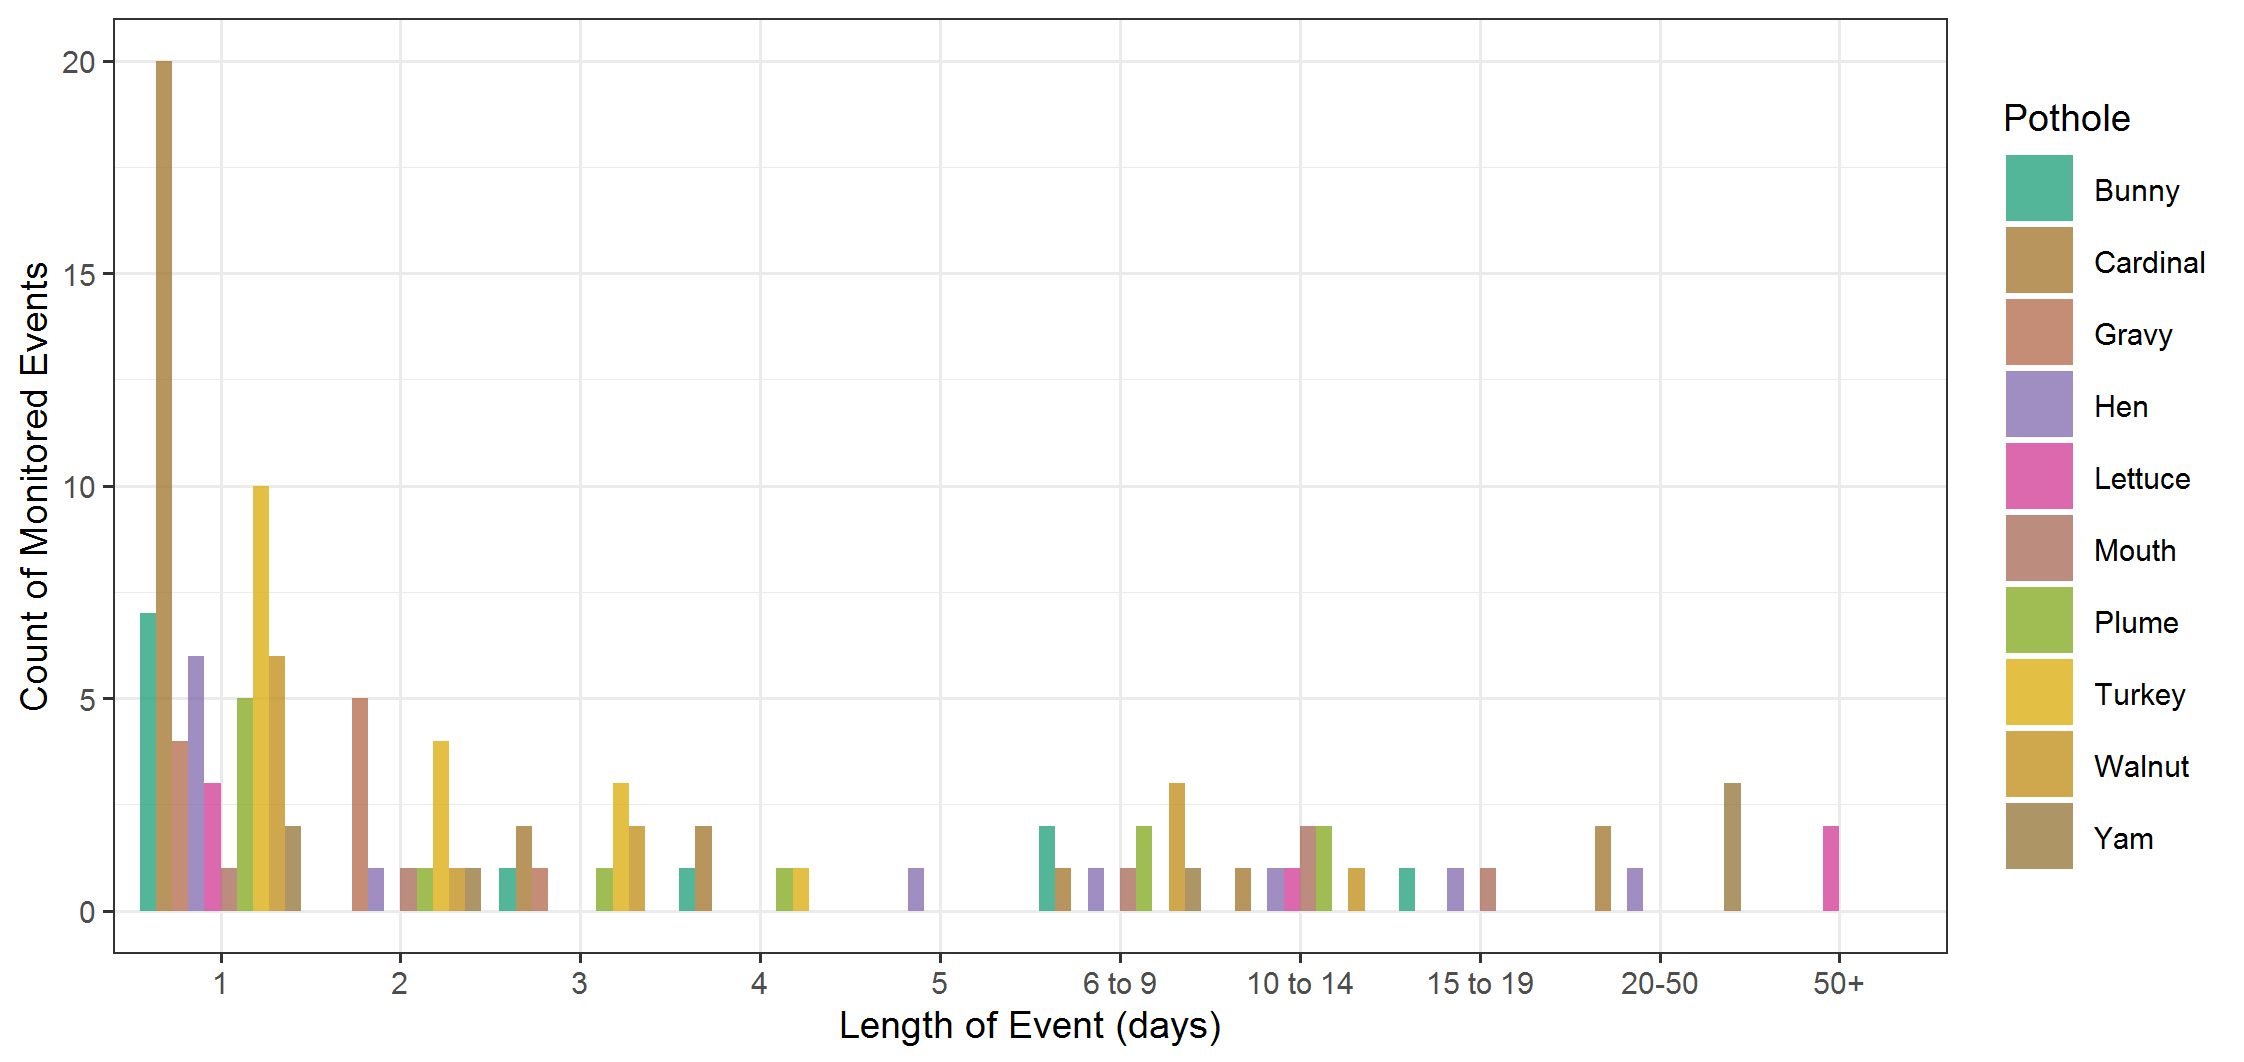 20
15
10
5
0
Count of Monitored Events
1 2 3 4 5 6 to 9 10 to 14 15 to 19 20-50 50+
Length of Event (days)
Pothole
Bunny
Cardinal
Gravy
Hen
Lettuce
Mouth
Plume
Turkey
Walnut
Yam